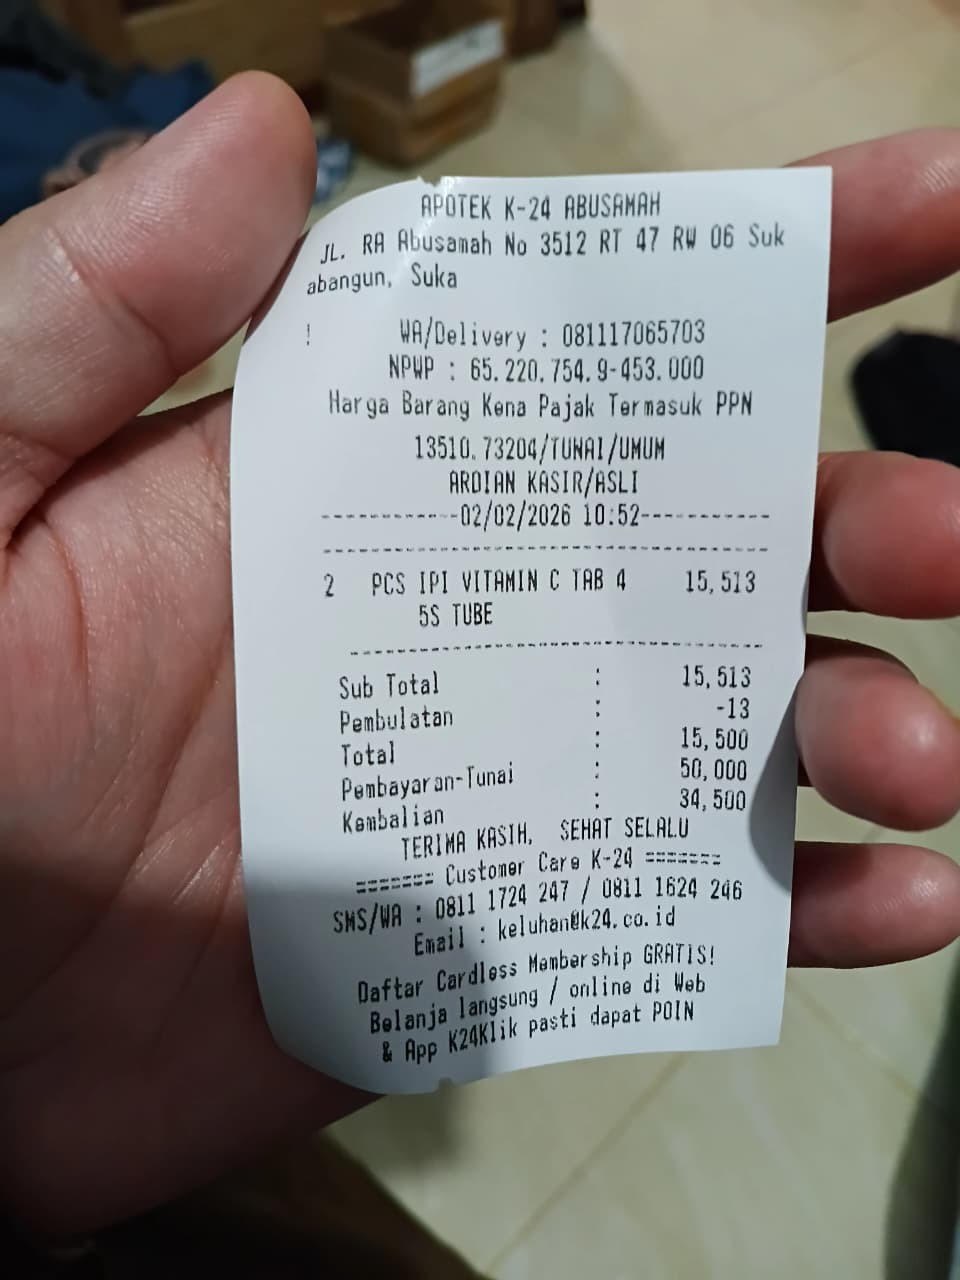 APOTEK K-24 ABUSAMAH
JL. RA Abusamah No 3512 RT 47 RW 06 Suk
abangun, Suka
! WA/Delivery : 081117065703
NPWP : 65.220.754.9-453.000
Harga Barang Kena Pajak Termasuk PPN
13510.73204/TUNAI/UMUM
ARDIAN KASIR/ASLI
------------02/02/2026 10:52------------
2 PCS IPI VITAMIN C TAB 4 15,513
5S TUBE
Sub Total : 15,513
Pembulatan : -13
Total : 15,500
Pembayaran-Tunai : 50,000
Kembalian : 34,500
TERIMA KASIH, SEHAT SELALU
======= Customer Care K-24 =======
SMS/WA : 0811 1724 247 / 0811 1624 246
Email : keluhan@k24.co.id
Daftar Cardless Membership GRATIS!
Belanja langsung / online di Web
& App K24Klik pasti dapat POIN